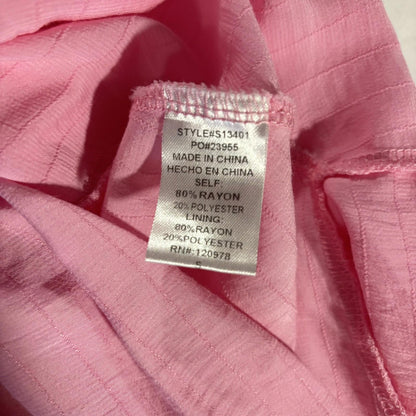 STYLE#S13401
PO#23955
MADE IN CHINA
HECHO EN CHINA
SELF:
80%RAYON
20%POLYESTER
LINING:
80%RAYON
20%POLYESTER
RN#:120978
S